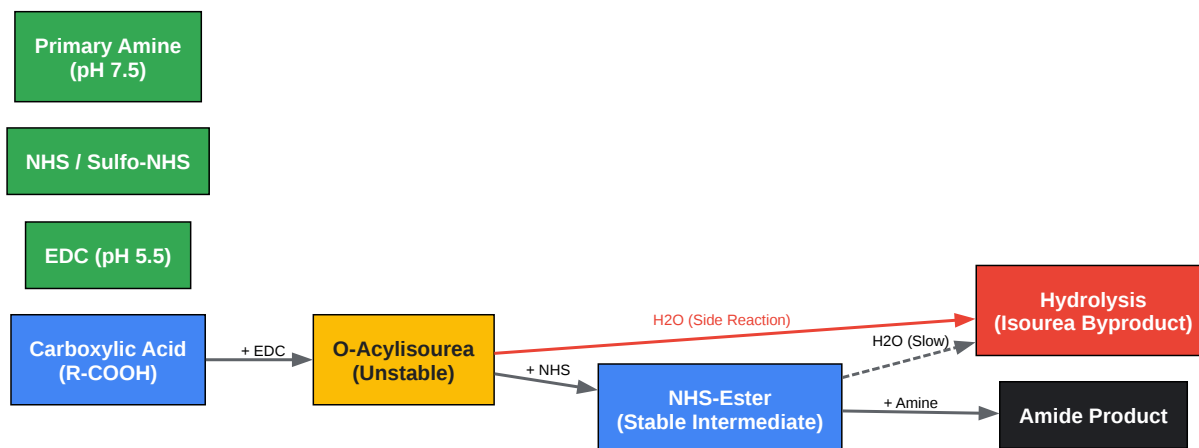 Primary Amine
(pH 7.5)
NHS / Sulfo-NHS
EDC (pH 5.5)
Carboxylic Acid
(R-COOH)
+ EDC
O-Acylisourea
(Unstable)
H2O (Side Reaction)
+ NHS
NHS-Ester
(Stable Intermediate)
H2O (Slow)
+ Amine
Hydrolysis
(Isourea Byproduct)
Amide Product